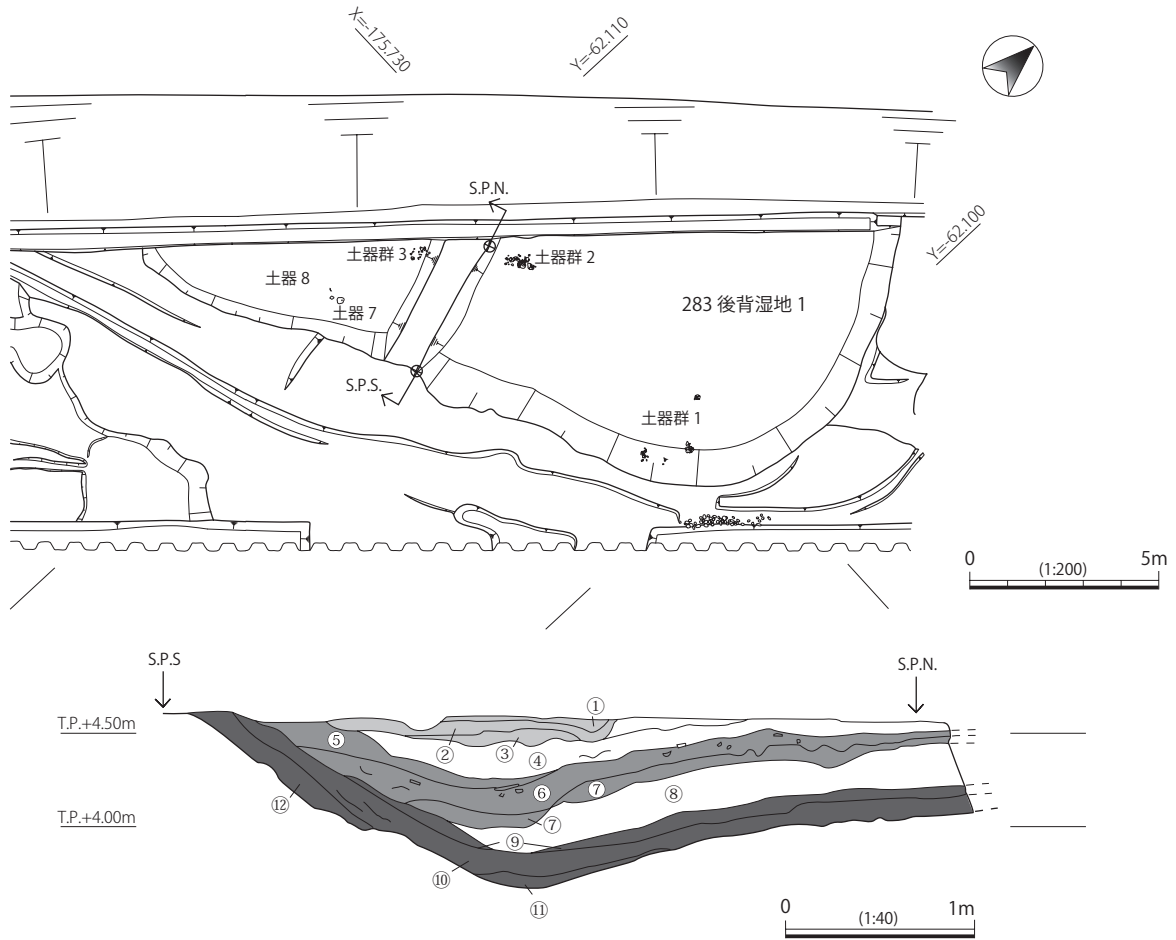 X=-175.730
Y=-62.110
Y=-62.100
S.P.N.
土器群 3
土器群 2
土器 8
土器 7
283 後背湿地 1
S.P.S.
土器群 1
0 (1:200) 5m
S.P.S
S.P.N.
T.P.+4.50m
①
②
③
④
⑤
⑥
⑦
⑧
⑦
T.P.+4.00m
⑫
⑨
⑩
⑪
0 (1:40) 1m